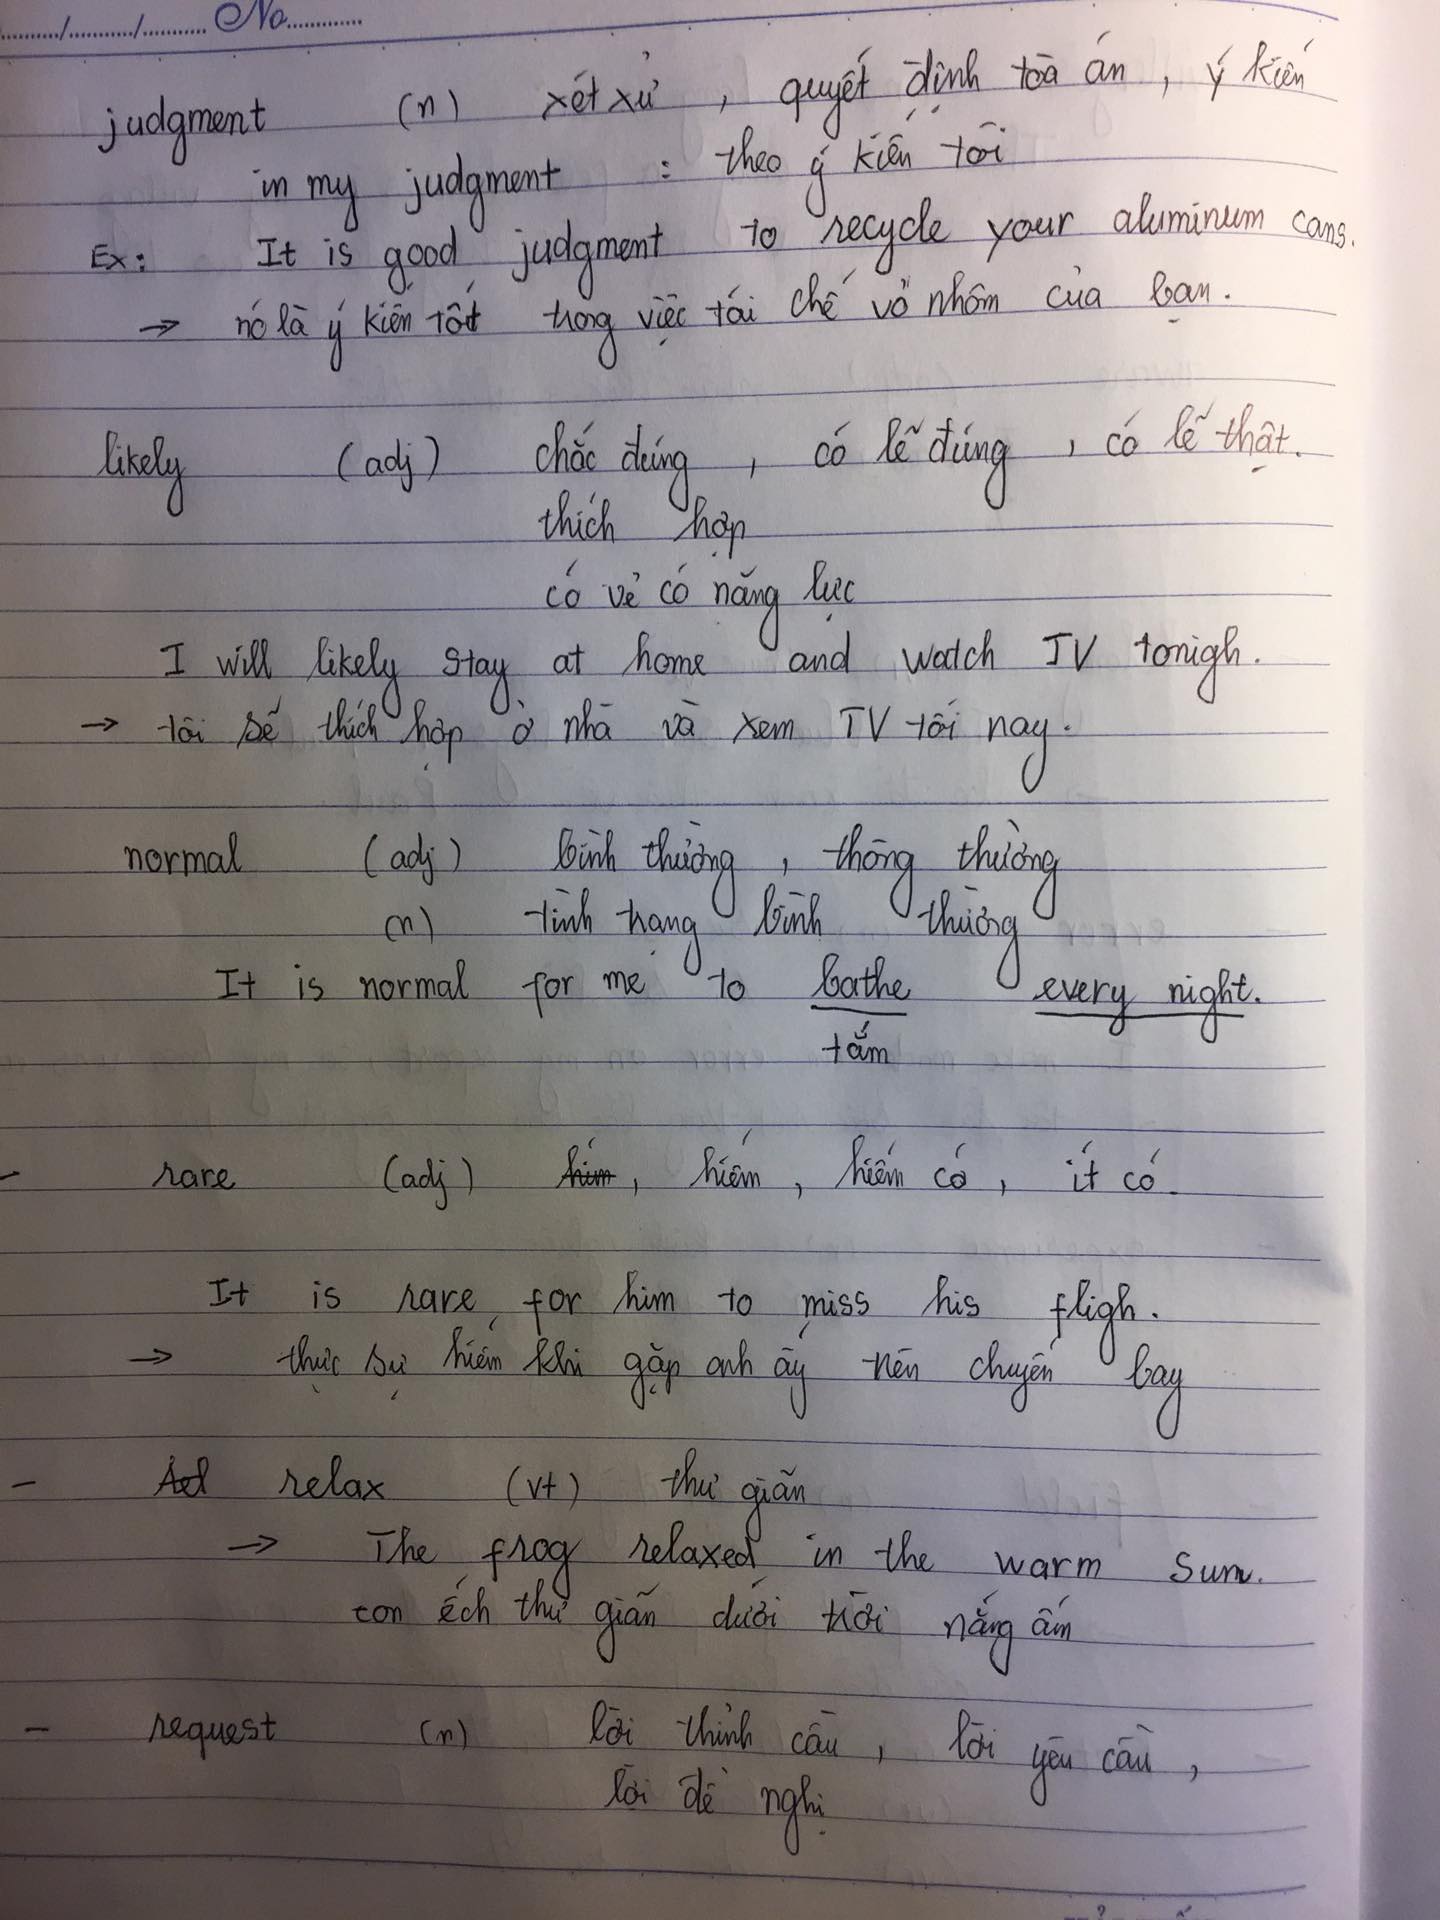 ........../........../.......... No.............
judgment (n) xét xử, quyết định toà án, ý kiến
in my judgment : theo ý kiến tôi
Ex: It is good judgment to recycle your aluminum cans.
→ nó là ý kiến tốt trong việc tái chế vỏ nhôm của bạn.
likely (adj) chắc đúng, có lẽ đúng, có lẽ thật.
thích hợp
có vẻ có năng lực
I will likely stay at home and watch TV tonigh.
→ tôi sẽ thích hợp ở nhà và xem TV tối nay.
normal (adj) bình thường, thông thường
(n) tình trạng bình thường
It is normal for me to bathe every night.
tắm
- rare (adj) hiếm, hiếm có, ít có.
It is rare for him to miss his fligh.
→ thực sự hiếm khi gặp anh ấy nên chuyến bay
- relax (vt) thư giãn
→ The frog relaxed in the warm sun.
con ếch thư giãn dưới trời nắng ấm
- request (n) lời thỉnh cầu, lời yêu cầu,
lời đề nghị